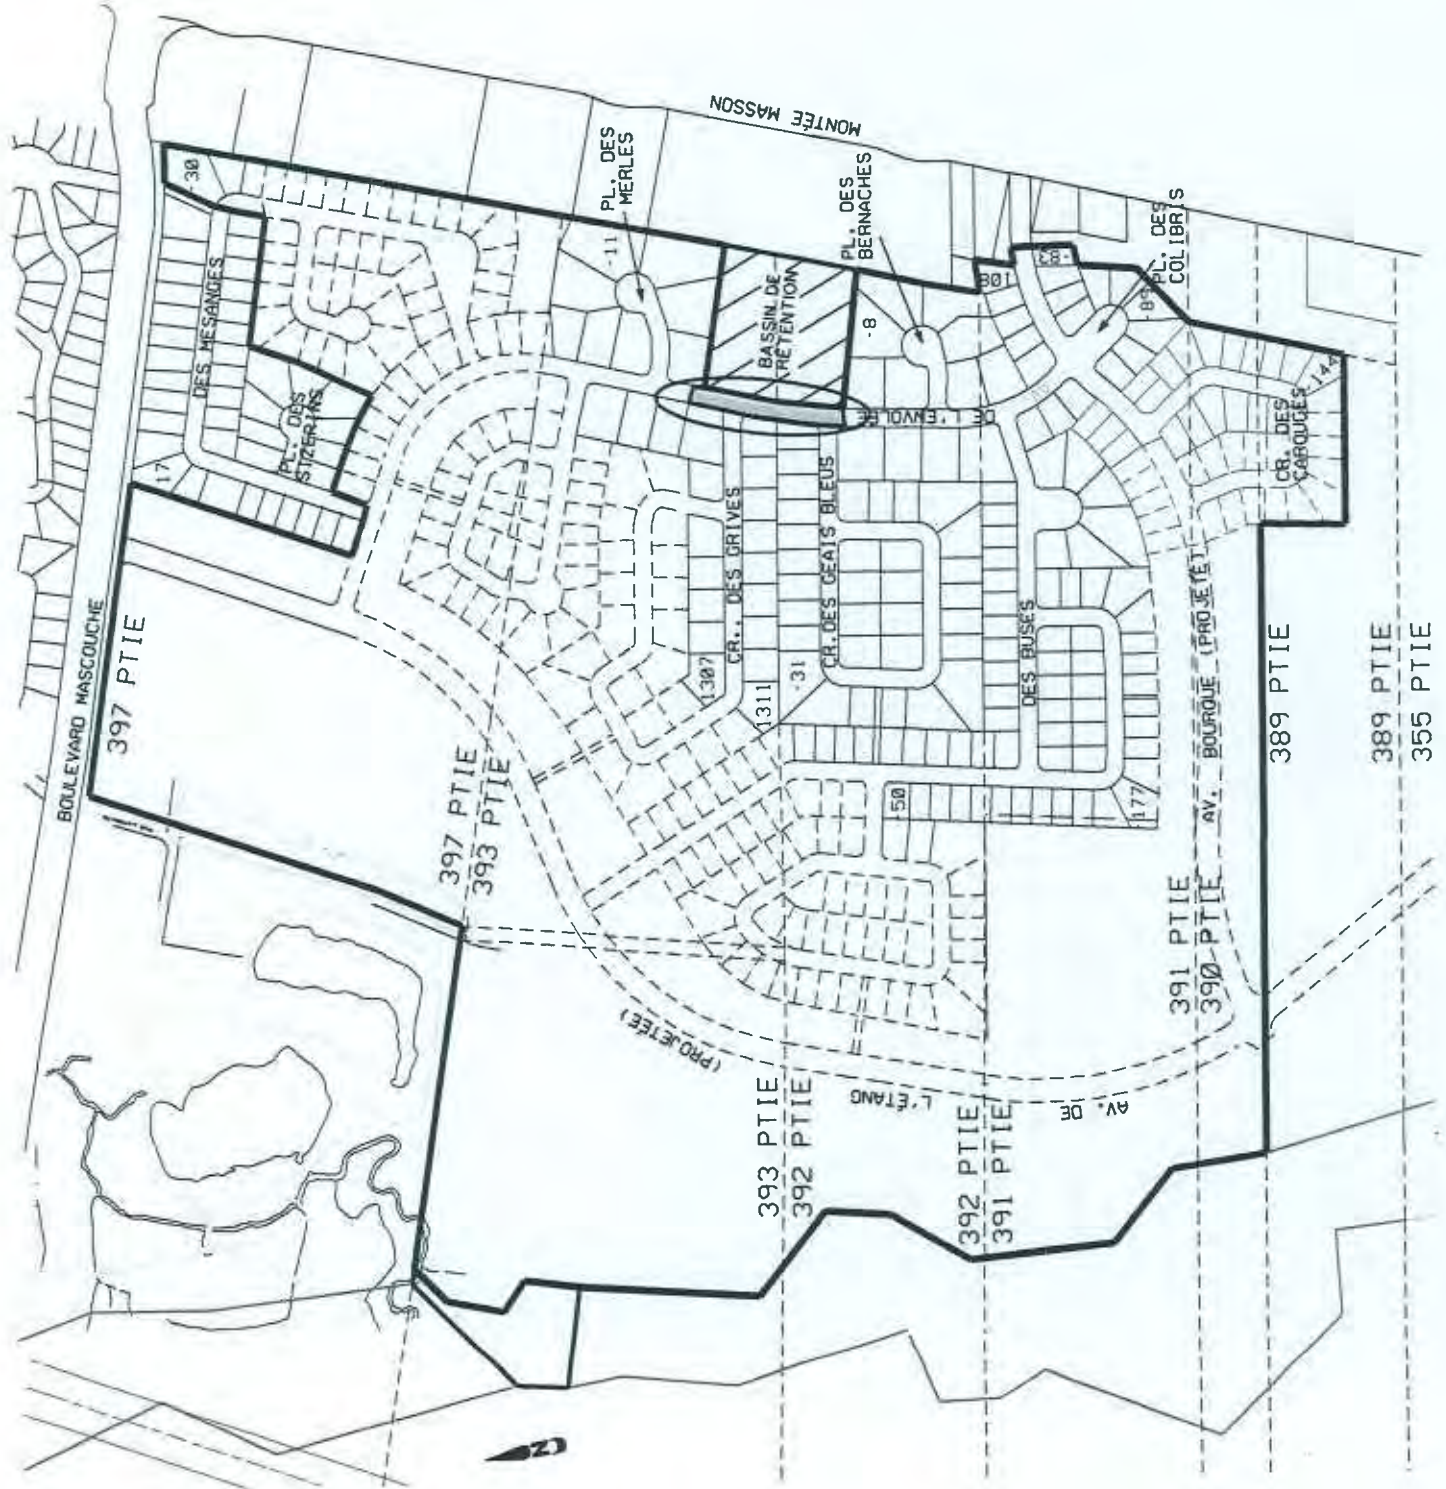 MONTÉE MASSON
PL. DES
MERLES
-30
-11
PL. DES
BERNACHES
DES MESANGES
BASSIN DE
RÉTENTION
-8
108
-83
PL. DES
COLIBRIS
-89
PL. DES
SIZERINS
17
DE L'ENVOLÉE
CR. DES
CAROUGES
-144
BOULEVARD MASCOUCHE
397 PTIE
CR. DES GRIVES
CR. DES GEAIS BLEUS
1307
1311
-31
DES BUSES
AV. BOURQUE (PROJETÉE)
389 PTIE
389 PTIE
355 PTIE
397 PTIE
393 PTIE
-50
-177
391 PTIE
390 PTIE
(PROJETÉE)
L'ÉTANG
AV. DE
393 PTIE
392 PTIE
392 PTIE
391 PTIE
N